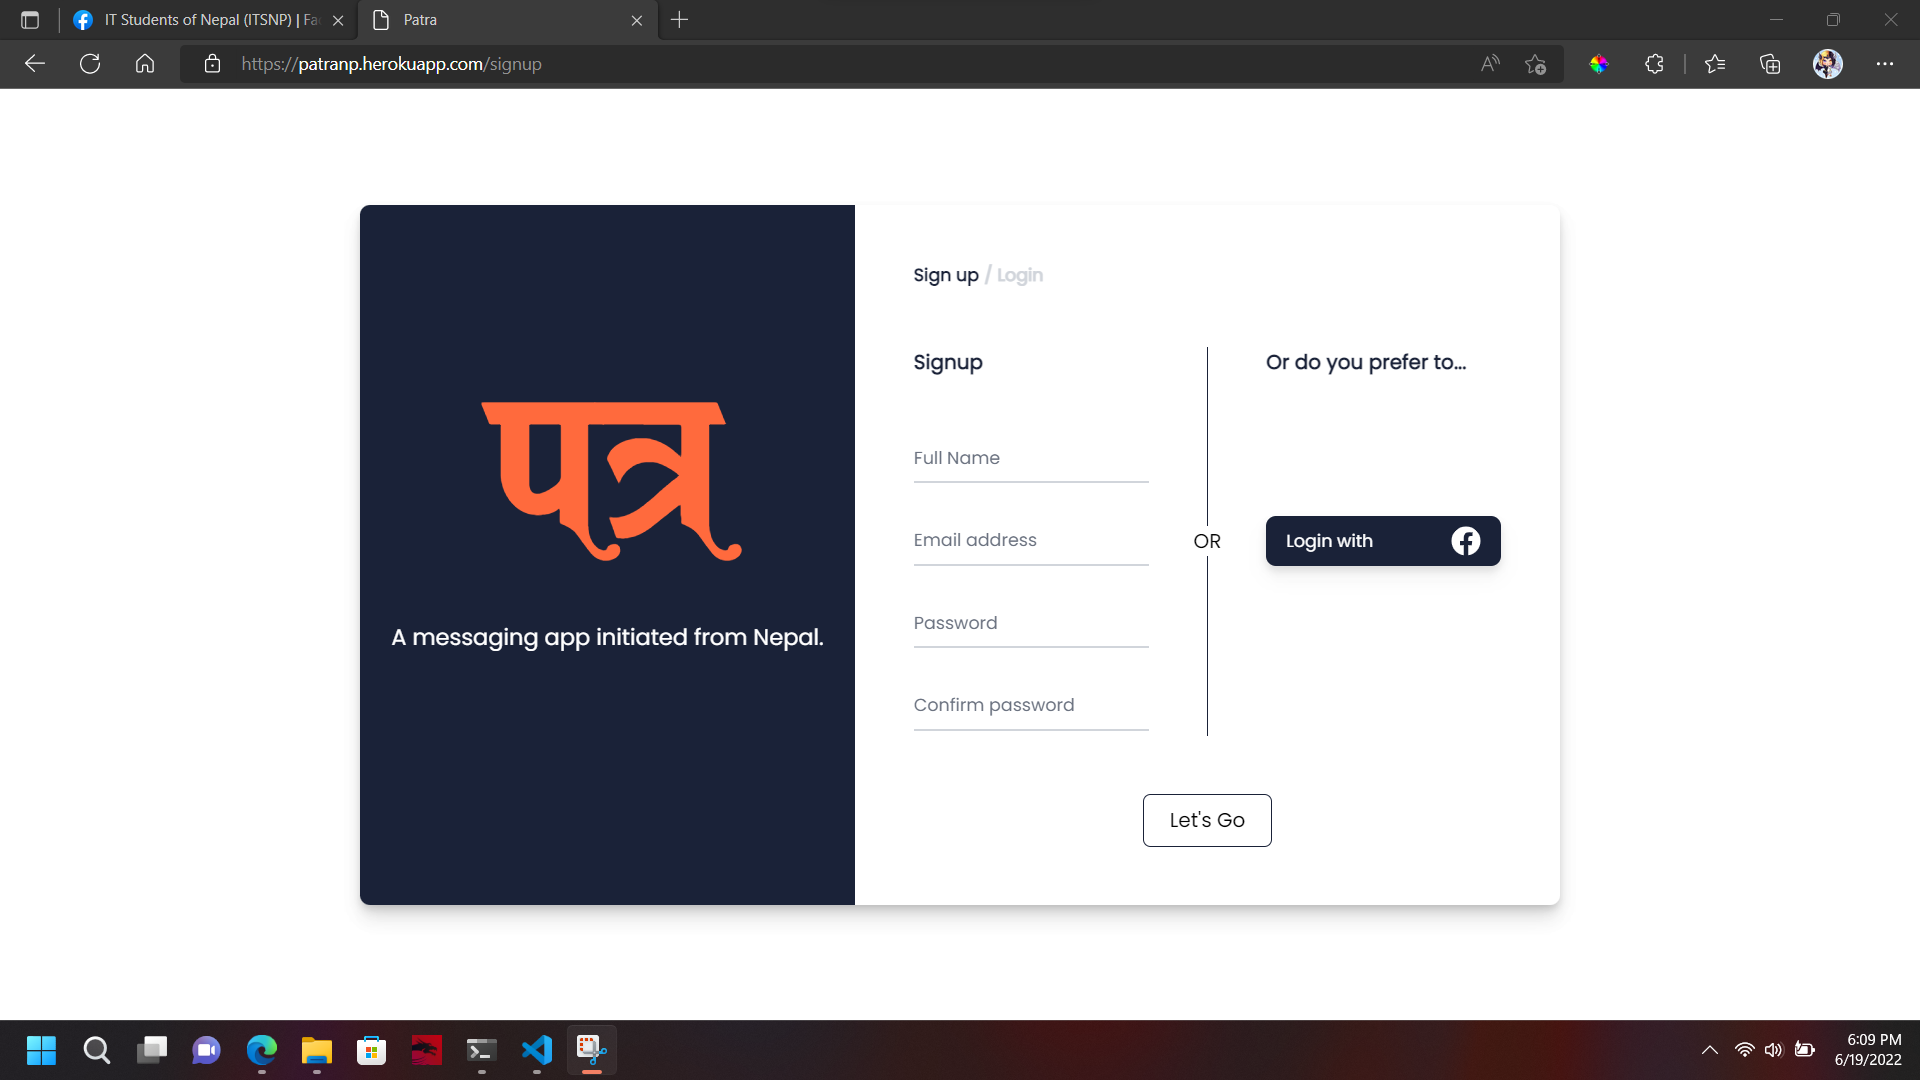 IT Students of Nepal (ITSNP) | Fa
Patra
https://patranp.herokuapp.com/signup
Sign up / Login
Signup
Or do you prefer to...
पत्र
A messaging app initiated from Nepal.
Full Name
Email address
Password
Confirm password
OR
Login with
Let's Go
6:09 PM
6/19/2022